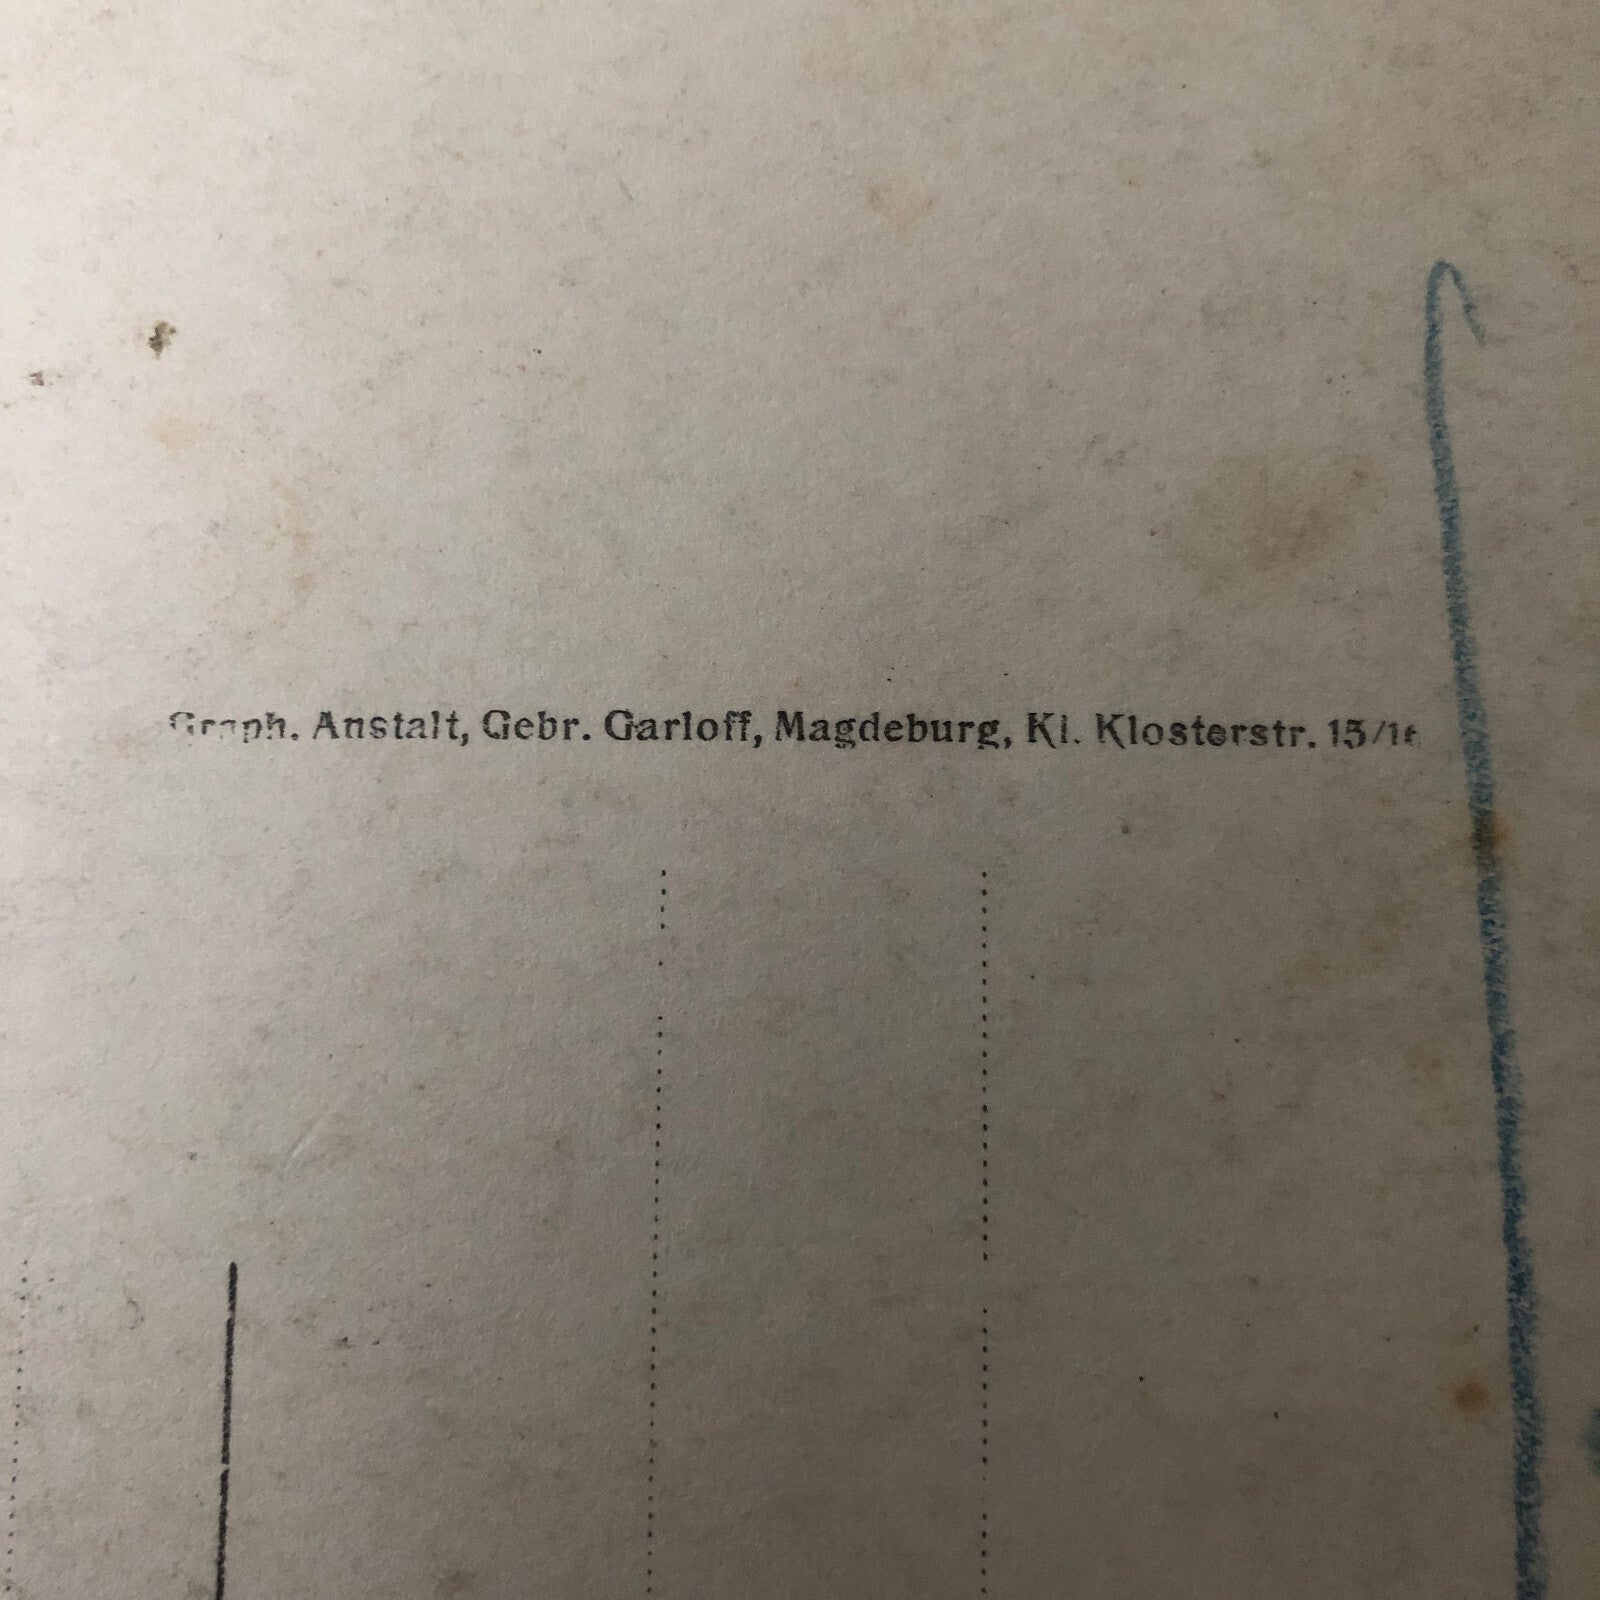 Graph. Anstalt, Gebr. Garloff, Magdeburg, Kl. Klosterstr. 15/16